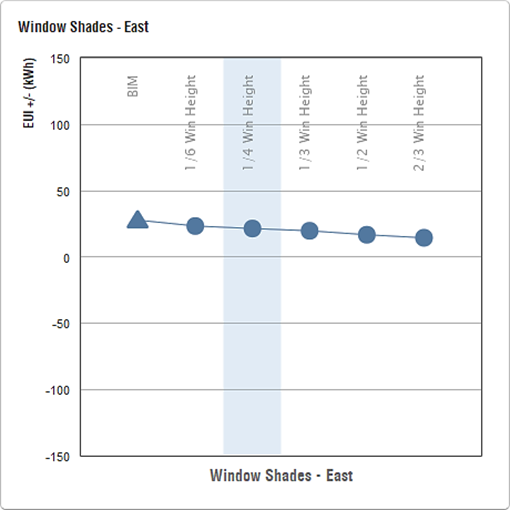 Window Shades - East
EUI +/- (kWh)
150
100
50
0
-50
-100
-150
BIM
1/6 Win Height
1/4 Win Height
1/3 Win Height
1/2 Win Height
2/3 Win Height
Window Shades - East